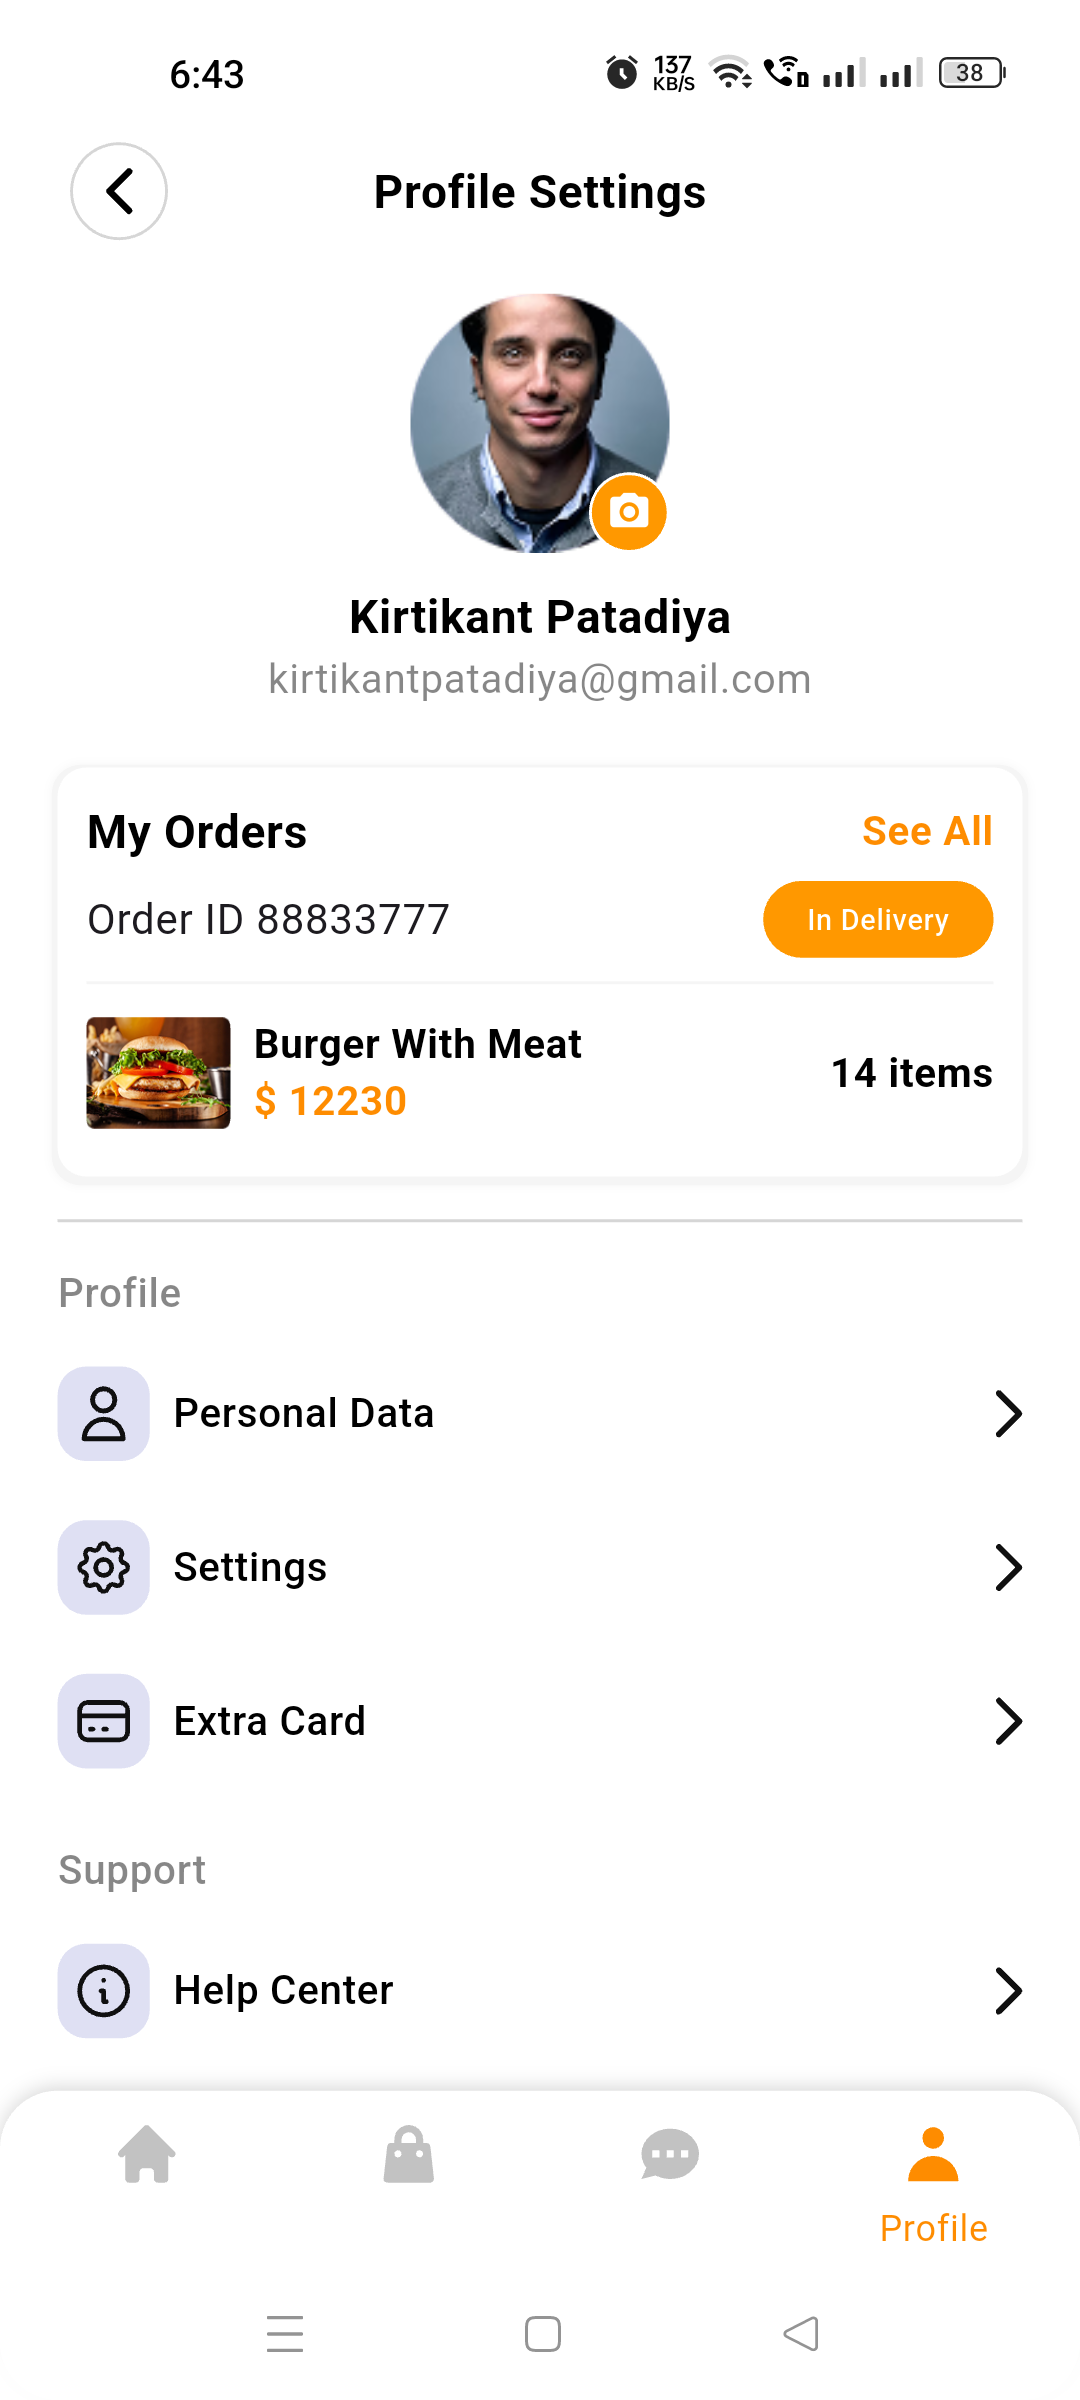 6:43
137
KB/S
38
Profile Settings
Kirtikant Patadiya
kirtikantpatadiya@gmail.com
My Orders
See All
Order ID 88833777
In Delivery
Burger With Meat
$ 12230
14 items
Profile
Personal Data
Settings
Extra Card
Support
Help Center
Profile